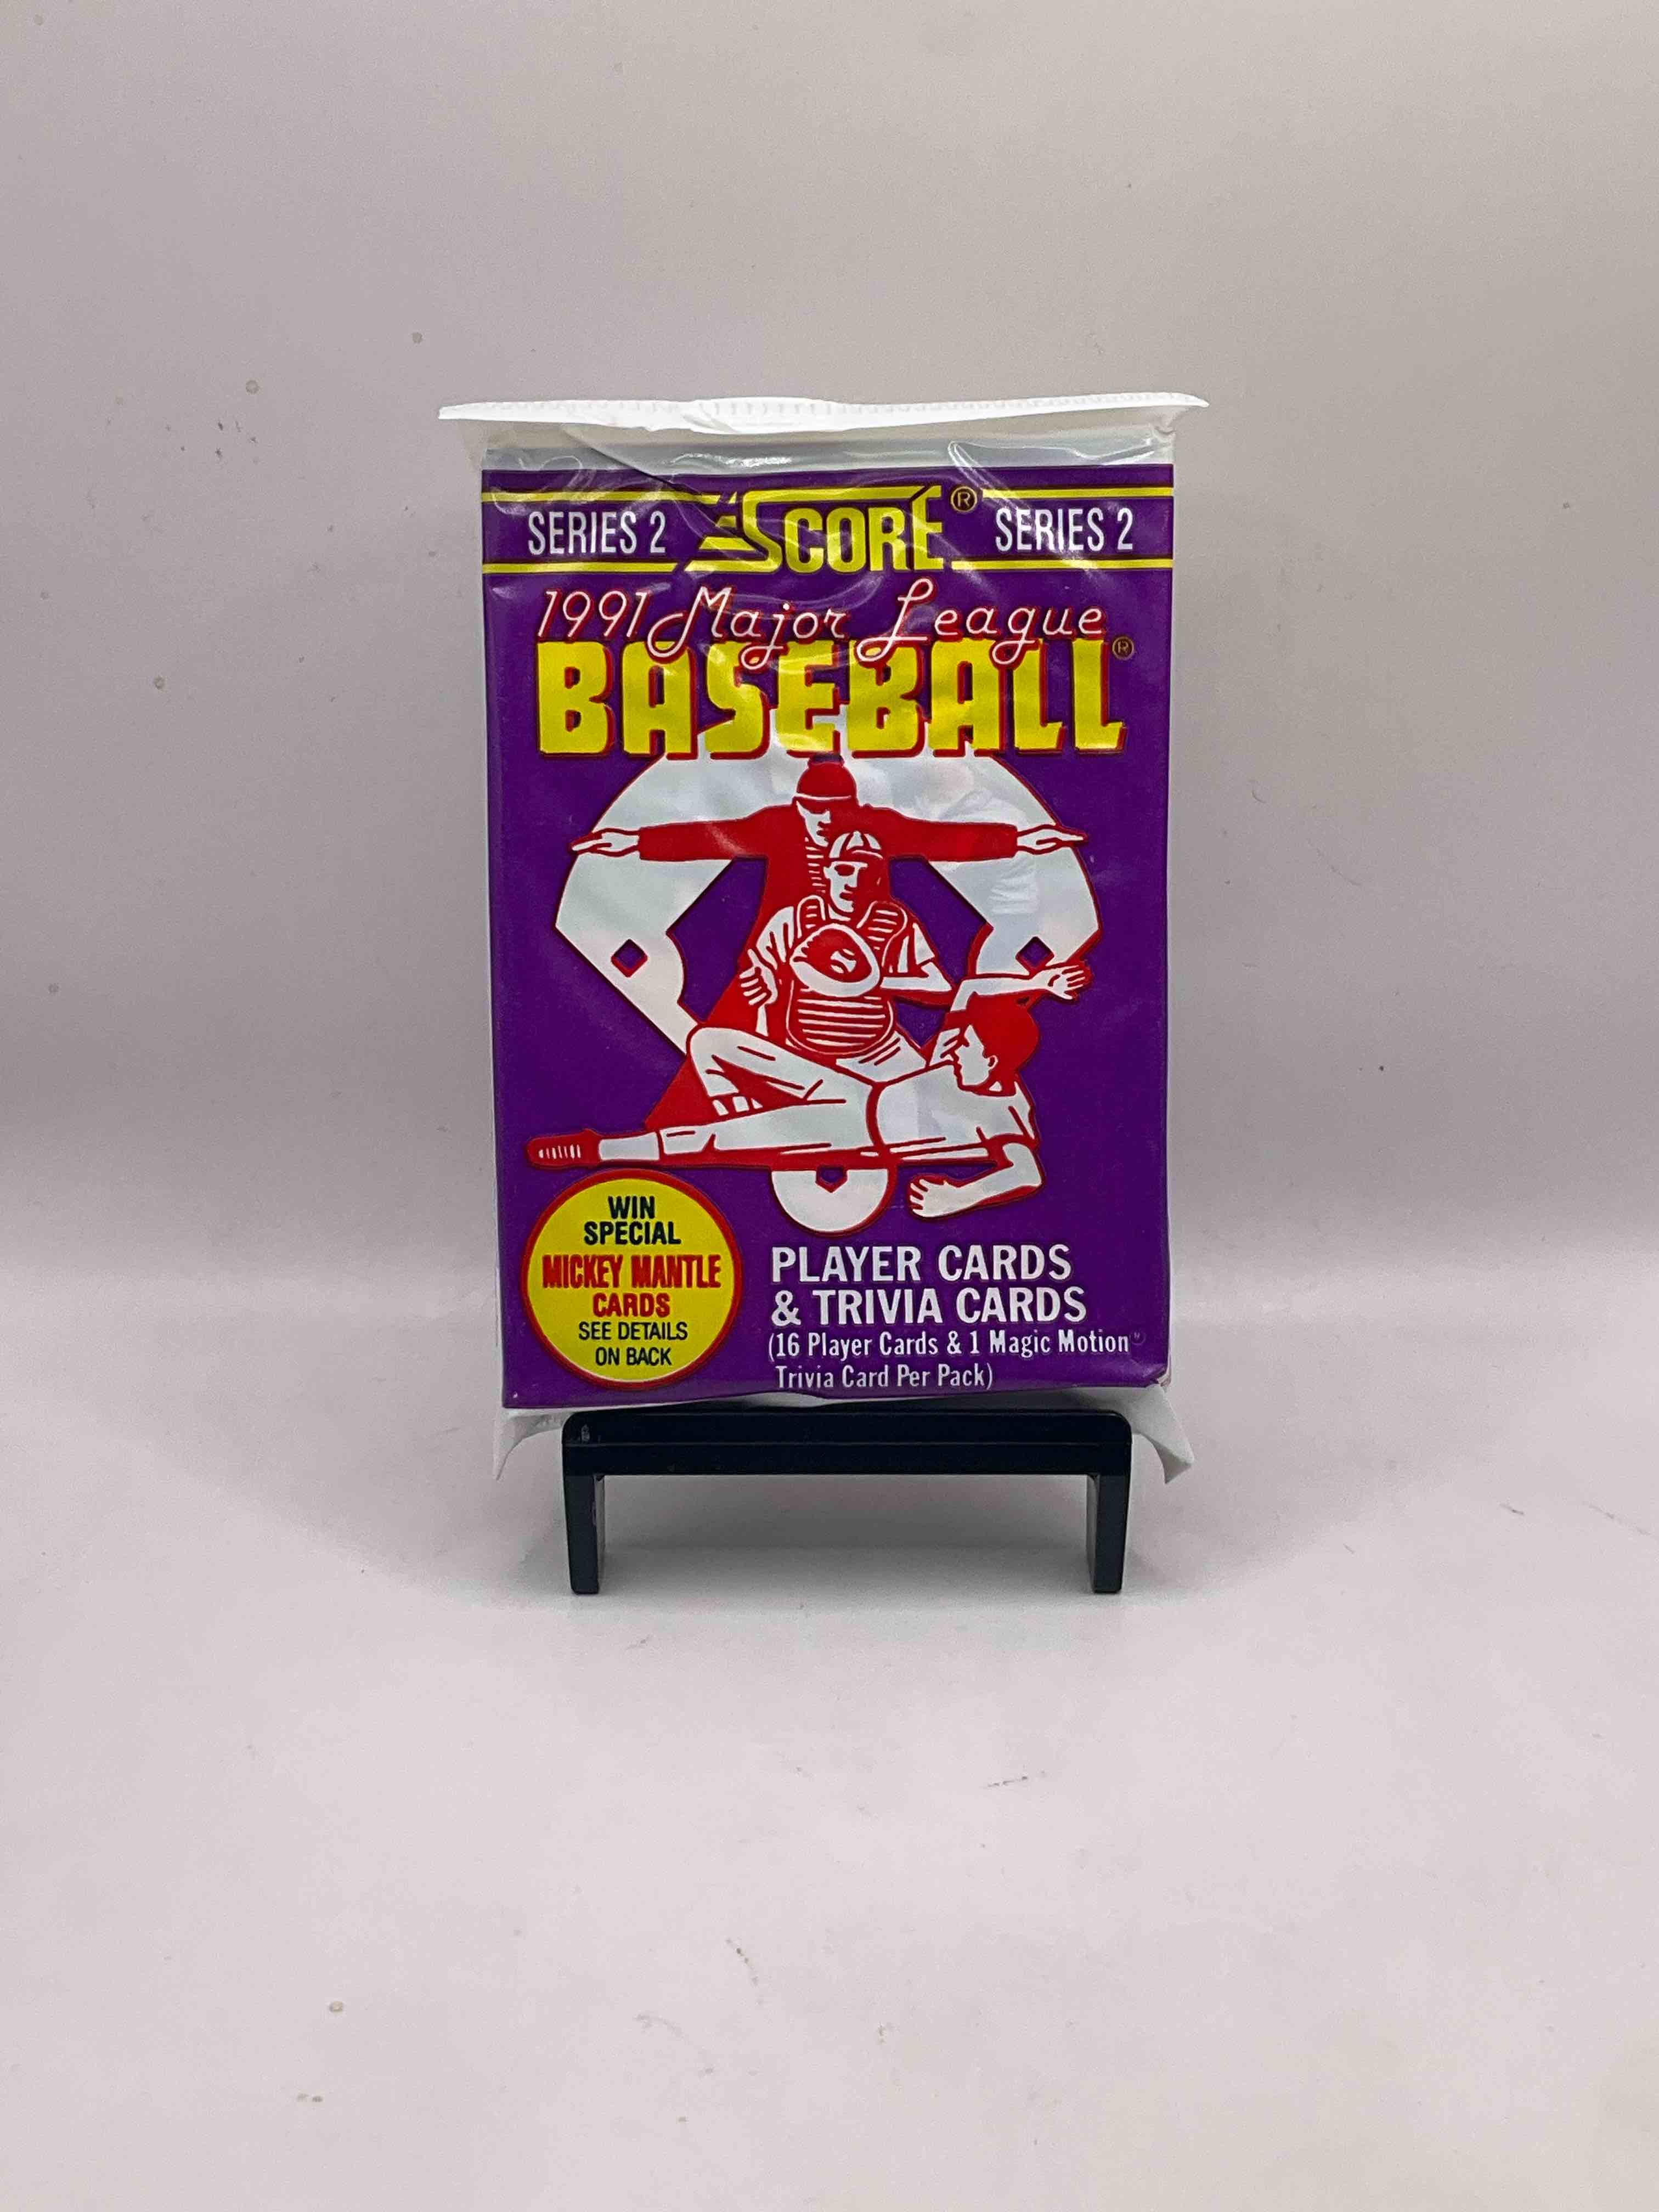 SERIES 2 SCORE® SERIES 2
1991 Major League
BASEBALL®
WIN
SPECIAL
MICKEY MANTLE
CARDS
SEE DETAILS
ON BACK
PLAYER CARDS
& TRIVIA CARDS
(16 Player Cards & 1 Magic Motion
Trivia Card Per Pack)